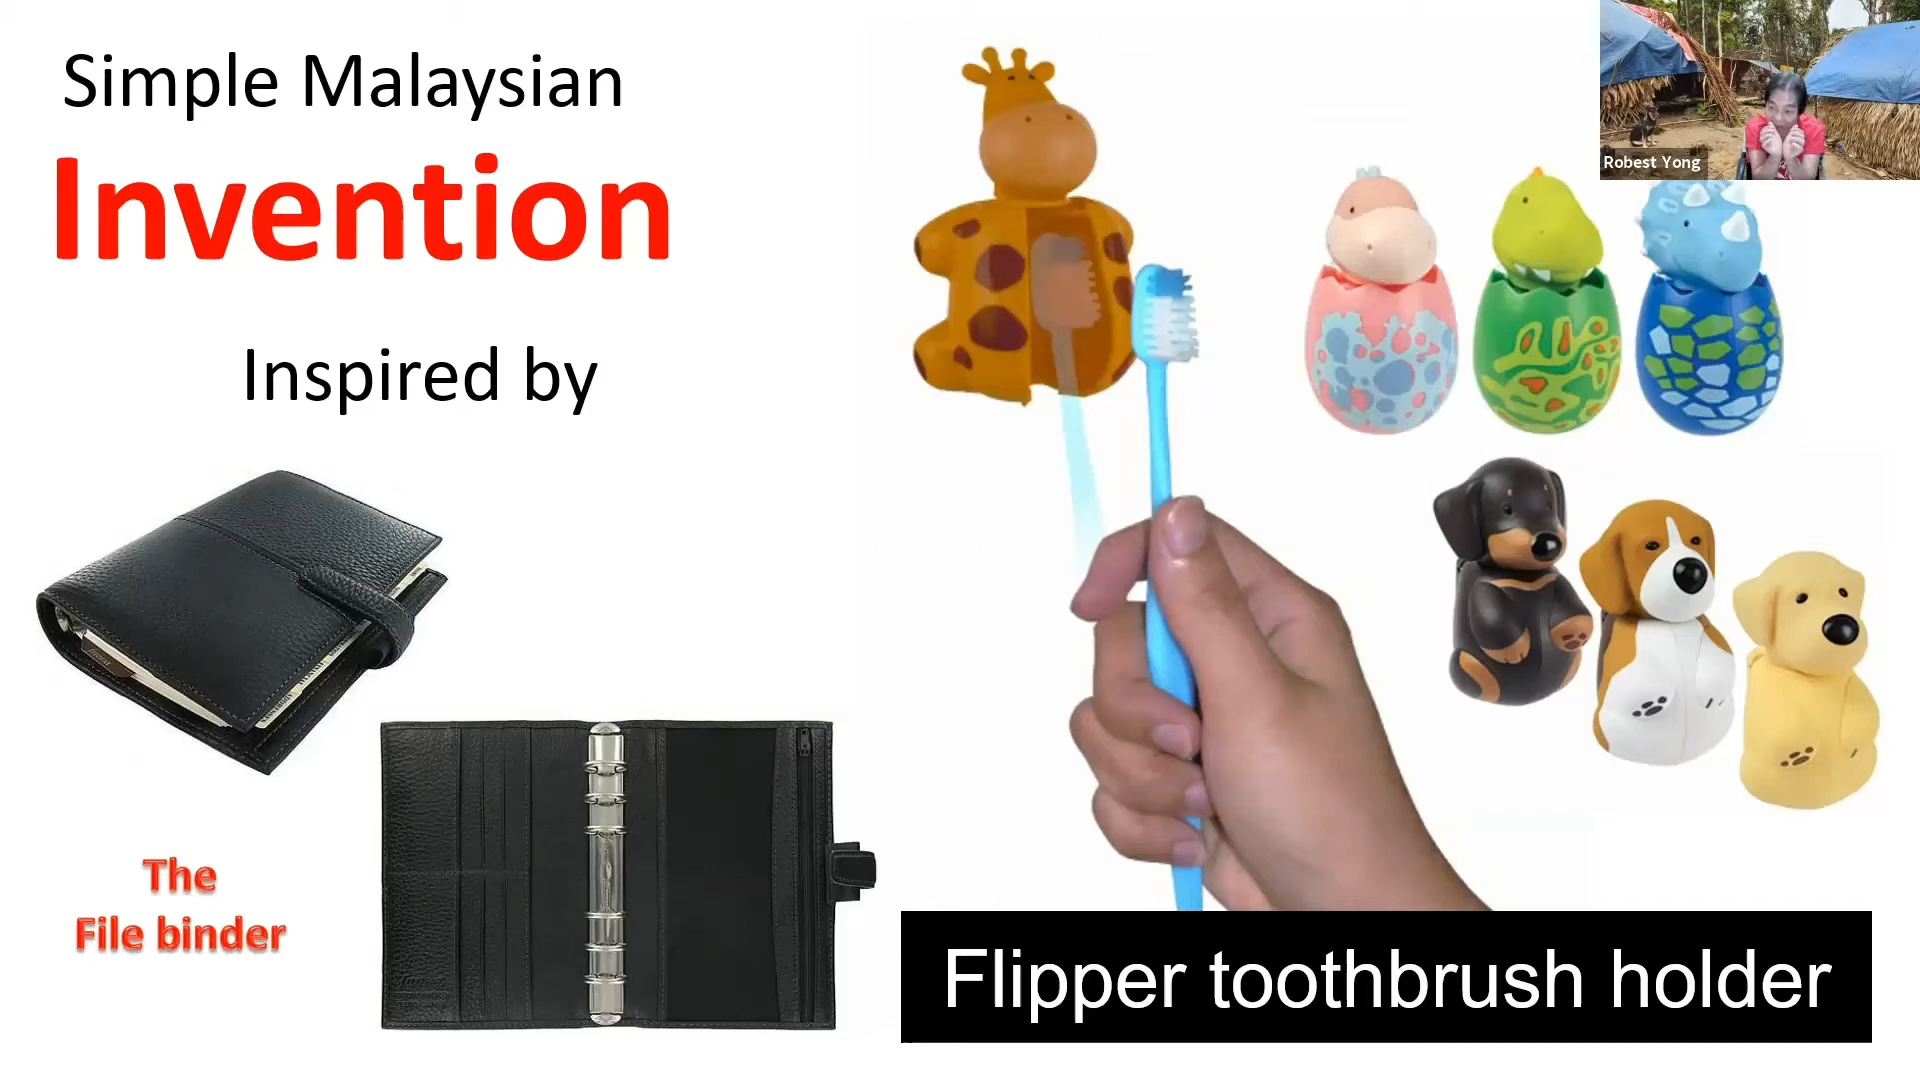 Simple Malaysian
Invention
Inspired by
The
File binder
Flipper toothbrush holder
Robest Yong